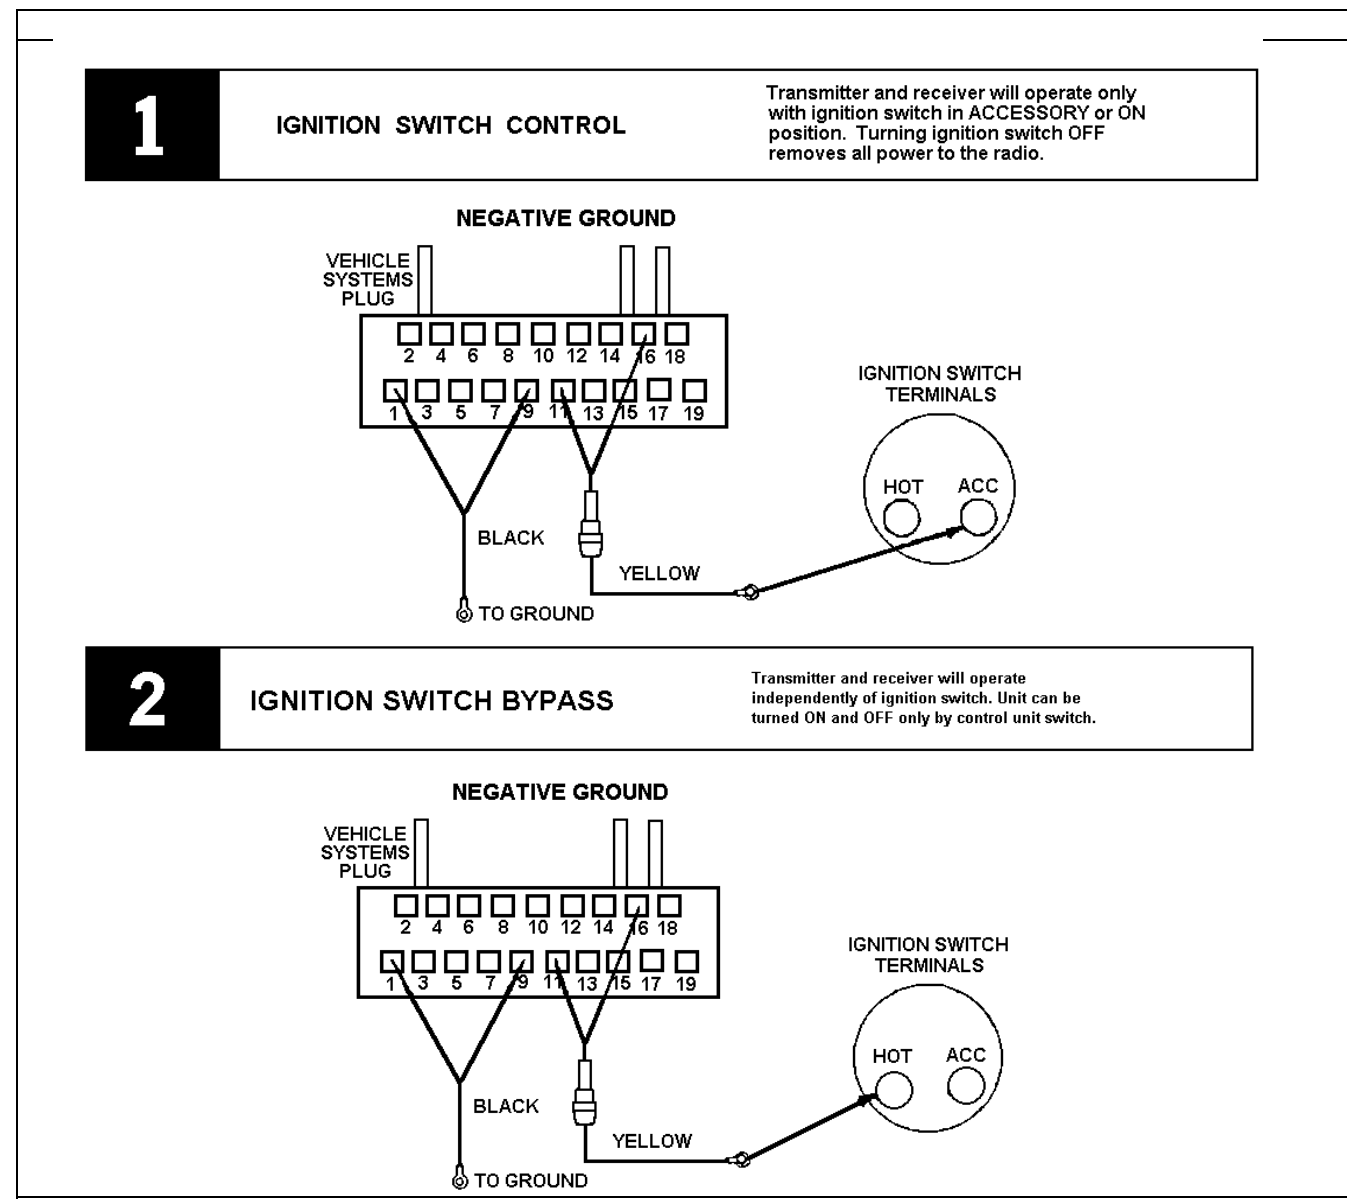 1
IGNITION SWITCH CONTROL
Transmitter and receiver will operate only
with ignition switch in ACCESSORY or ON
position. Turning ignition switch OFF
removes all power to the radio.
NEGATIVE GROUND
VEHICLE
SYSTEMS
PLUG
2 4 6 8 10 12 14 16 18
1 3 5 7 9 11 13 15 17 19
IGNITION SWITCH
TERMINALS
HOT ACC
BLACK
YELLOW
TO GROUND
2
IGNITION SWITCH BYPASS
Transmitter and receiver will operate
independently of ignition switch. Unit can be
turned ON and OFF only by control unit switch.
NEGATIVE GROUND
VEHICLE
SYSTEMS
PLUG
2 4 6 8 10 12 14 16 18
1 3 5 7 9 11 13 15 17 19
IGNITION SWITCH
TERMINALS
HOT ACC
BLACK
YELLOW
TO GROUND